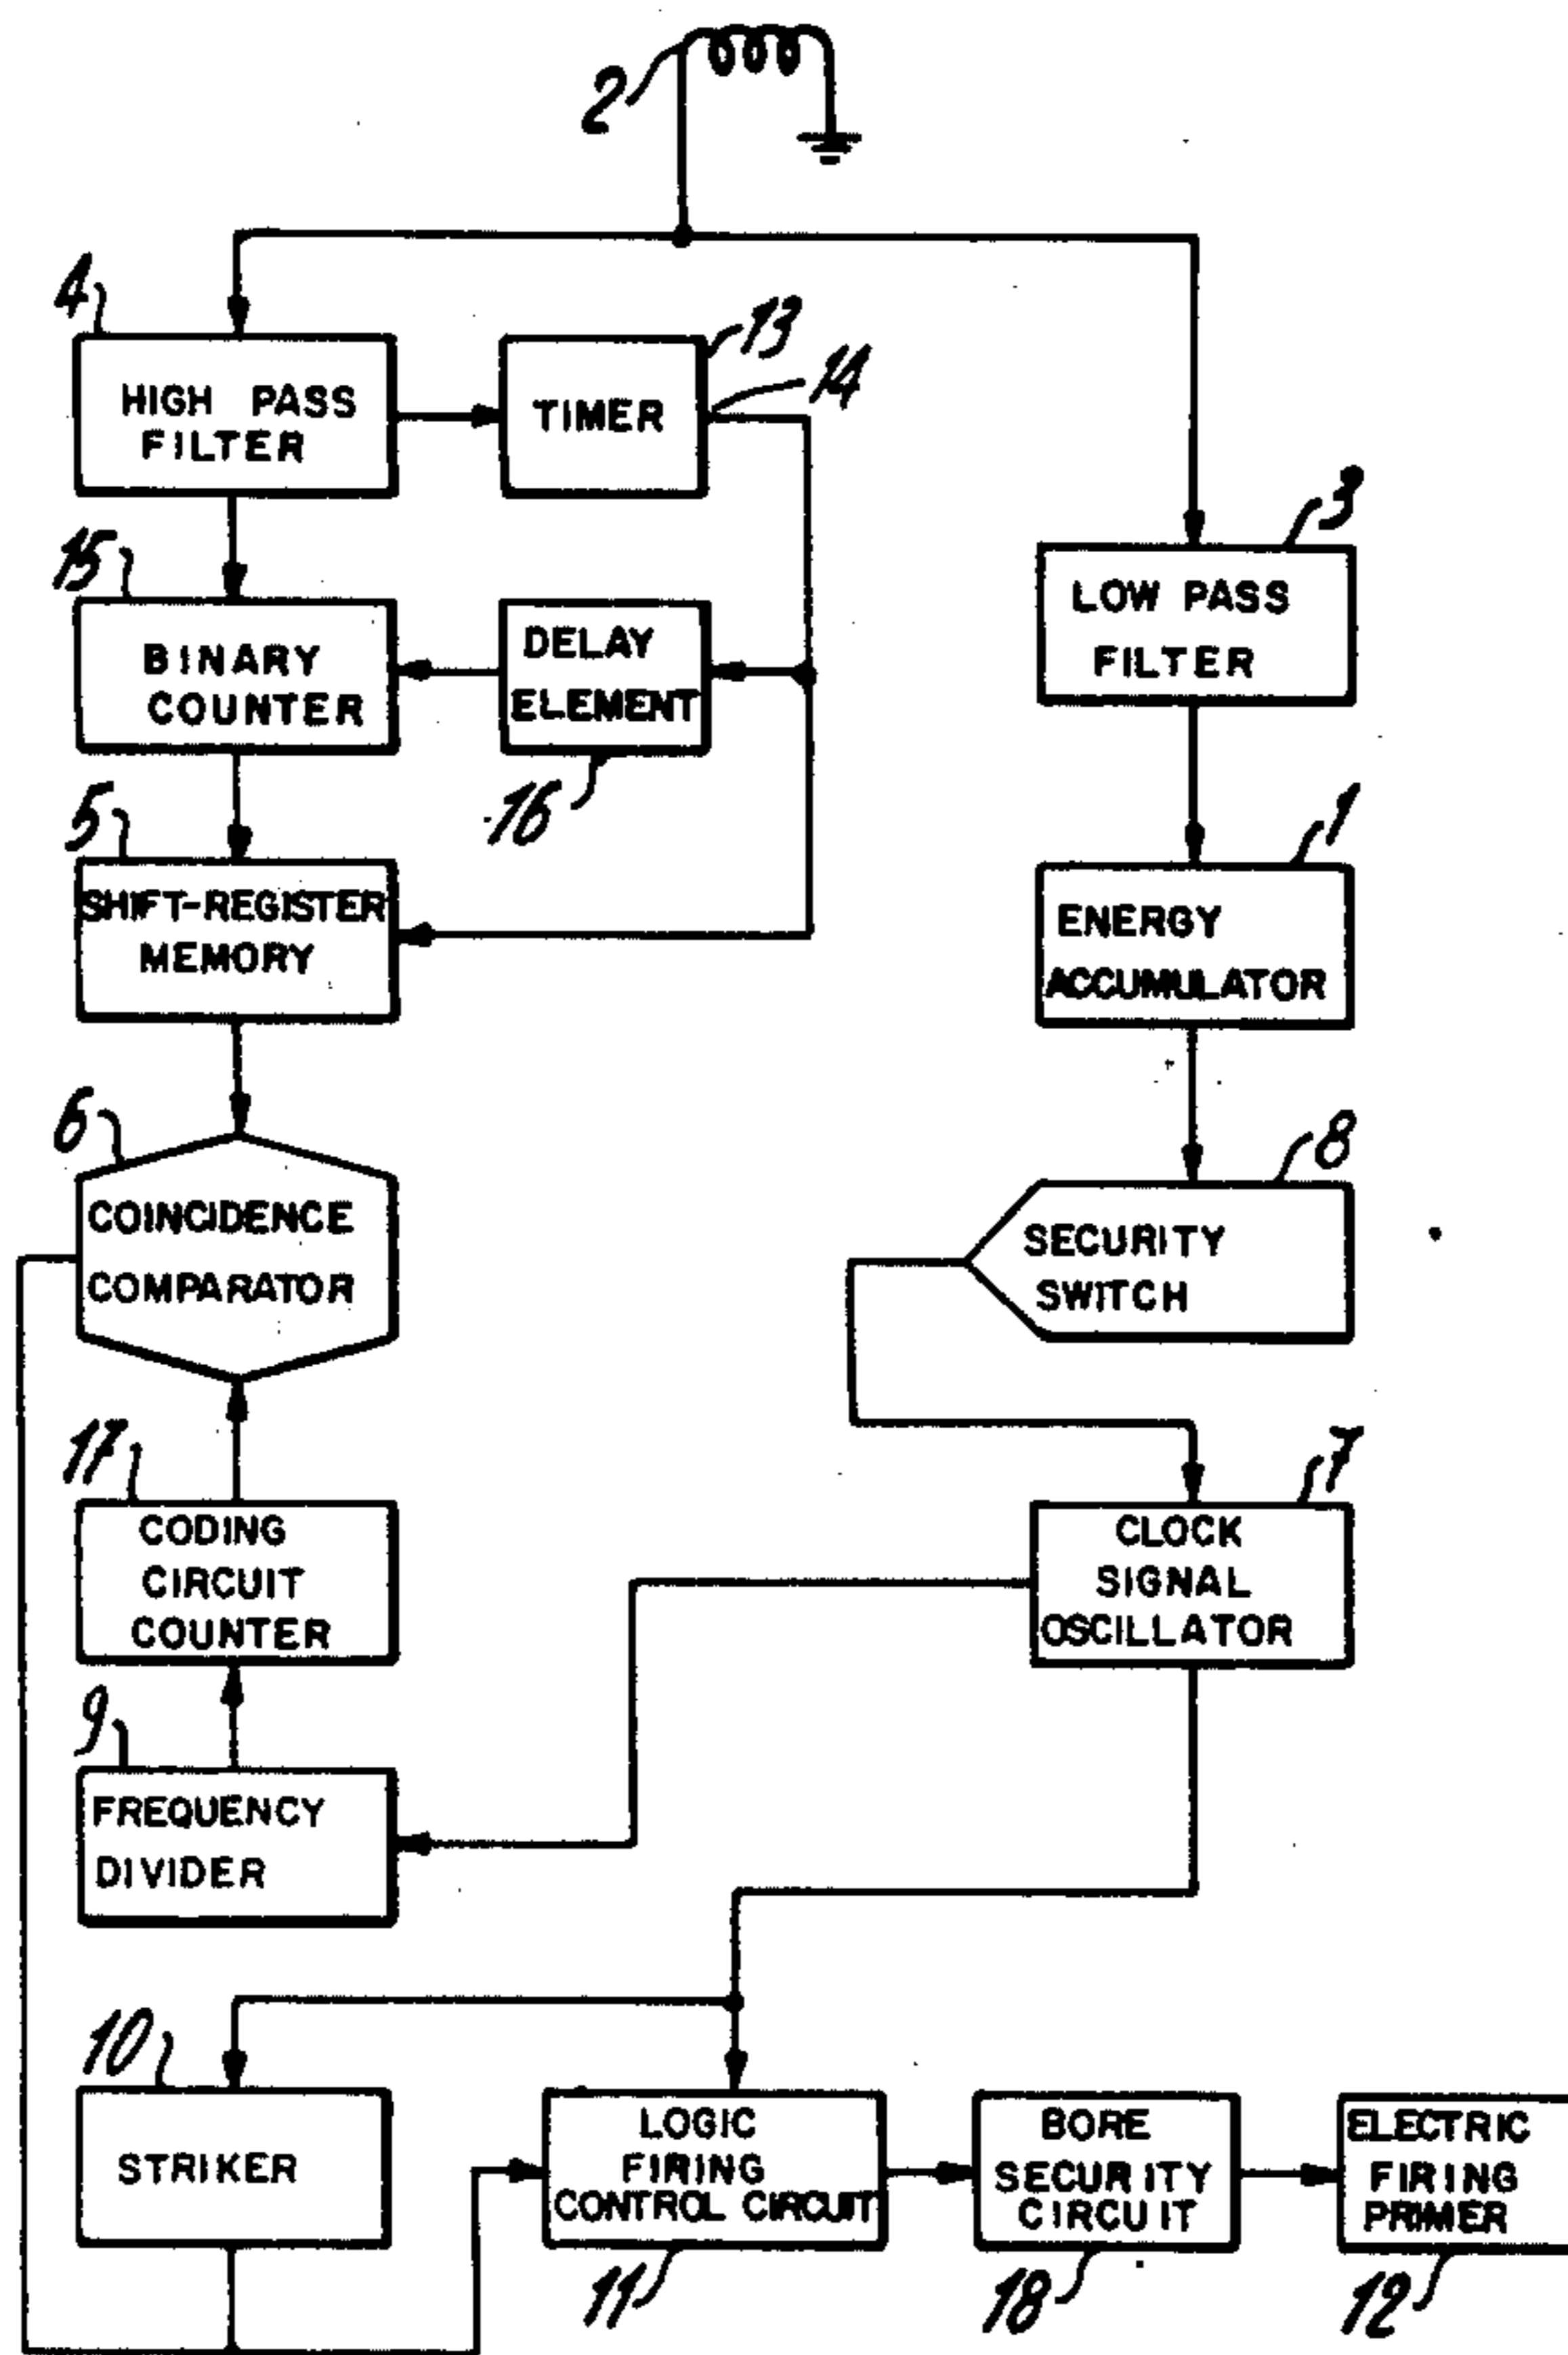 2
4
HIGH PASS
FILTER
13
TIMER
14
3
LOW PASS
FILTER
15
BINARY
COUNTER
DELAY
ELEMENT
16
5
SHIFT-REGISTER
MEMORY
1
ENERGY
ACCUMULATOR
6
COINCIDENCE
COMPARATOR
8
SECURITY
SWITCH
17
CODING
CIRCUIT
COUNTER
7
CLOCK
SIGNAL
OSCILLATOR
9
FREQUENCY
DIVIDER
10
STRIKER
LOGIC
FIRING
CONTROL CIRCUIT
11
BORE
SECURITY
CIRCUIT
18
ELECTRIC
FIRING
PRIMER
12